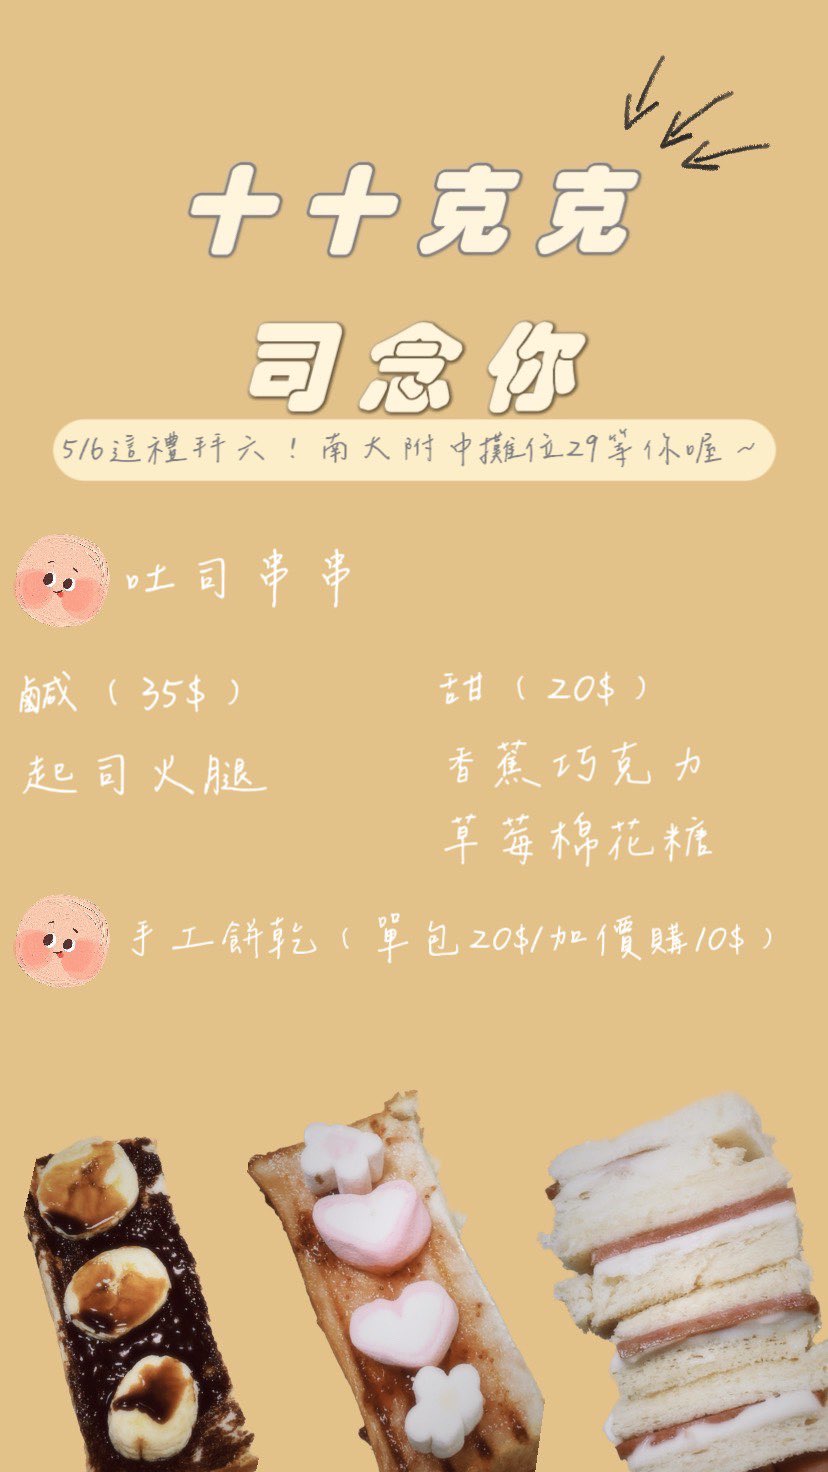 十十克克
司念你
5/6這禮拜六！南大附中攤位29等你喔~
吐司串串
鹹（35$）
起司火腿
甜（20$）
香蕉巧克力
草莓棉花糖
手工餅乾（單包20$/加價購10$）